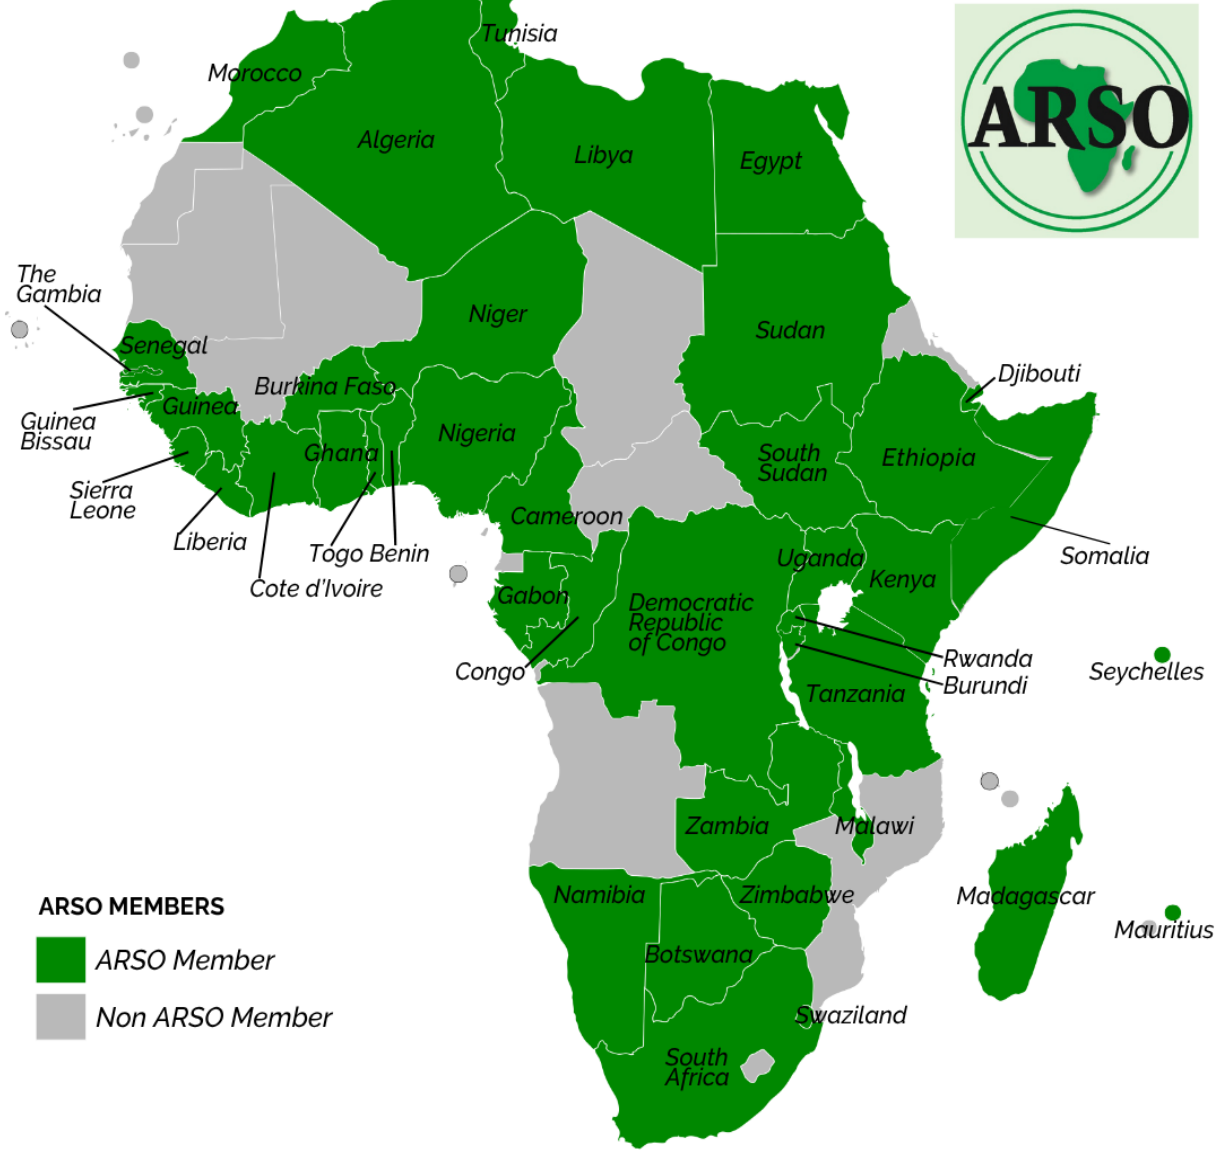 Tunisia
Morocco
ARSO
Algeria
Libya
Egypt
The
Gambia
Niger
Sudan
Senegal
Djibouti
Burkina Faso
Guinea
Guinea
Bissau
Ghana
Nigeria
South
Sudan
Ethiopia
Sierra
Leone
Cameroon
Liberia
Togo
Benin
Somalia
Cote d'Ivoire
Uganda
Kenya
Gabon
Democratic
Republic
of Congo
Congo
Rwanda
Burundi
Seychelles
Tanzania
Zambia
Malawi
Namibia
Zimbabwe
Madagascar
Mauritius
Botswana
Swaziland
South
Africa
ARSO MEMBERS
ARSO Member
Non ARSO Member